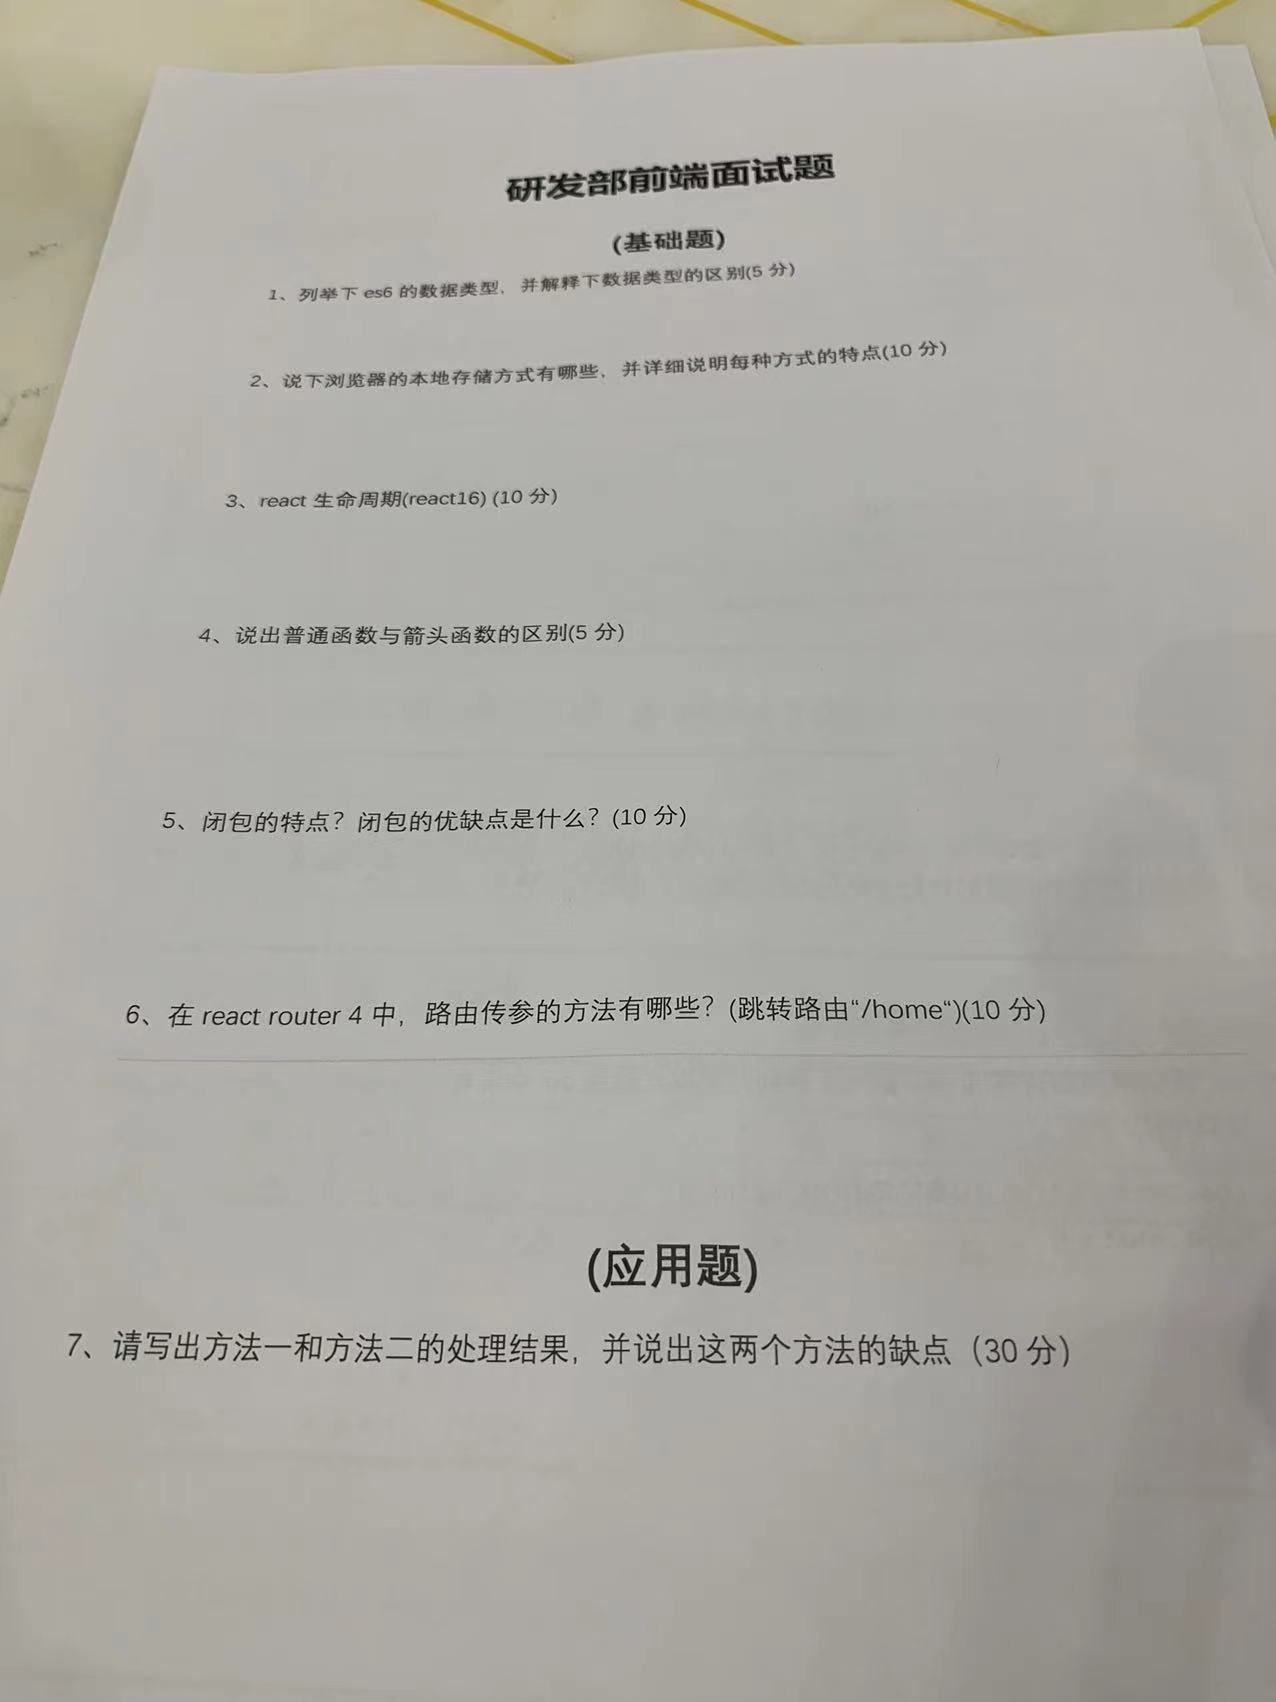 研发部前端面试题
(基础题)
1、列举下 es6 的数据类型，并解释下数据类型的区别(5 分)
2、说下浏览器的本地存储方式有哪些，并详细说明每种方式的特点(10 分)
3、react 生命周期(react16) (10 分)
4、说出普通函数与箭头函数的区别(5 分)
5、闭包的特点？闭包的优缺点是什么？(10 分)
6、在 react router 4 中，路由传参的方法有哪些？(跳转路由“/home“)(10 分)
(应用题)
7、请写出方法一和方法二的处理结果，并说出这两个方法的缺点（30 分）